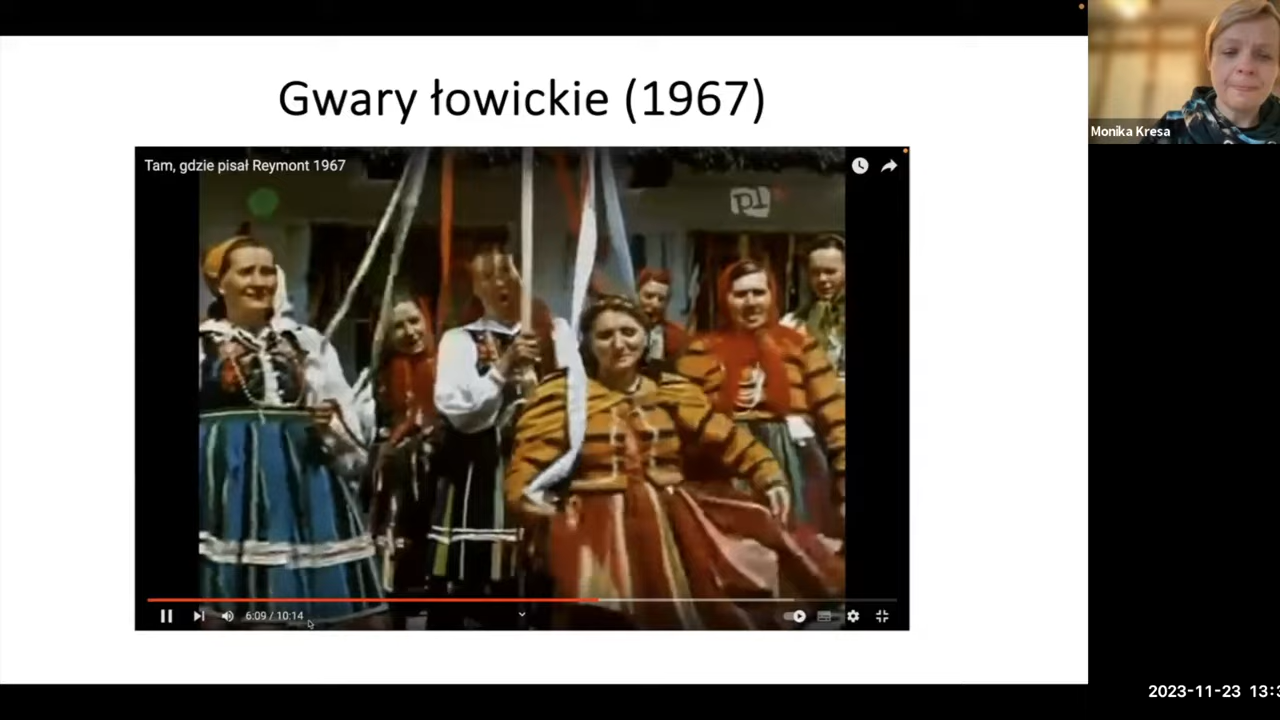 Gwary łowickie (1967)
Tam, gdzie pisał Reymont 1967
pl
6:09 / 10:14
Monika Kresa
2023-11-23 13:3